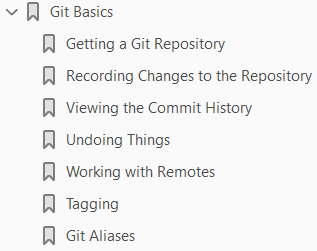 Git Basics
Getting a Git Repository
Recording Changes to the Repository
Viewing the Commit History
Undoing Things
Working with Remotes
Tagging
Git Aliases